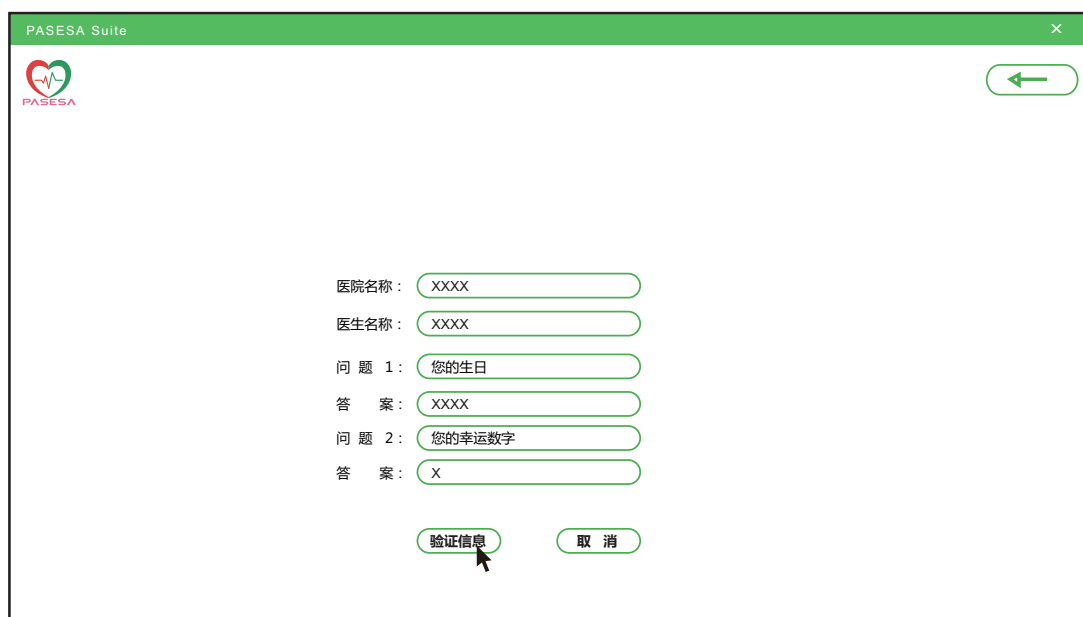 PASESA Suite ×
PASESA
医院名称： XXXX
医生名称： XXXX
问 题 1： 您的生日
答 案： XXXX
问 题 2： 您的幸运数字
答 案： X
验证信息 取 消